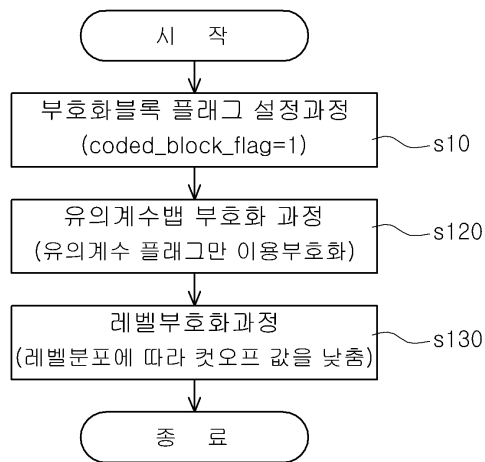 시 작
부호화블록 플래그 설정과정
(coded_block_flag=1)
s10
유의계수뱁 부호화 과정
(유의계수 플래그만 이용부호화)
s120
레벨부호화과정
(레벨분포에 따라 컷오프 값을 낮춤)
s130
종 료